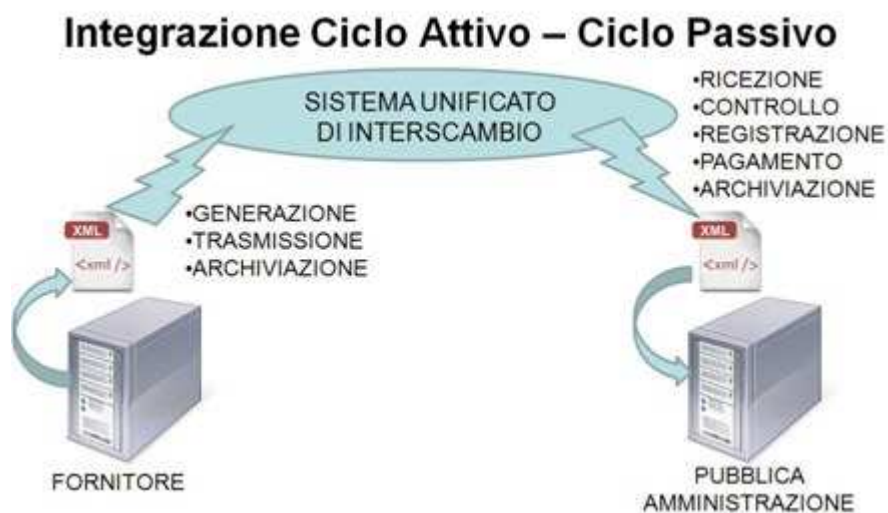 Integrazione Ciclo Attivo – Ciclo Passivo
SISTEMA UNIFICATO
DI INTERSCAMBIO
•RICEZIONE
•CONTROLLO
•REGISTRAZIONE
•PAGAMENTO
•ARCHIVIAZIONE
•GENERAZIONE
•TRASMISSIONE
•ARCHIVIAZIONE
XML
<xml />
XML
<xml />
FORNITORE
PUBBLICA
AMMINISTRAZIONE